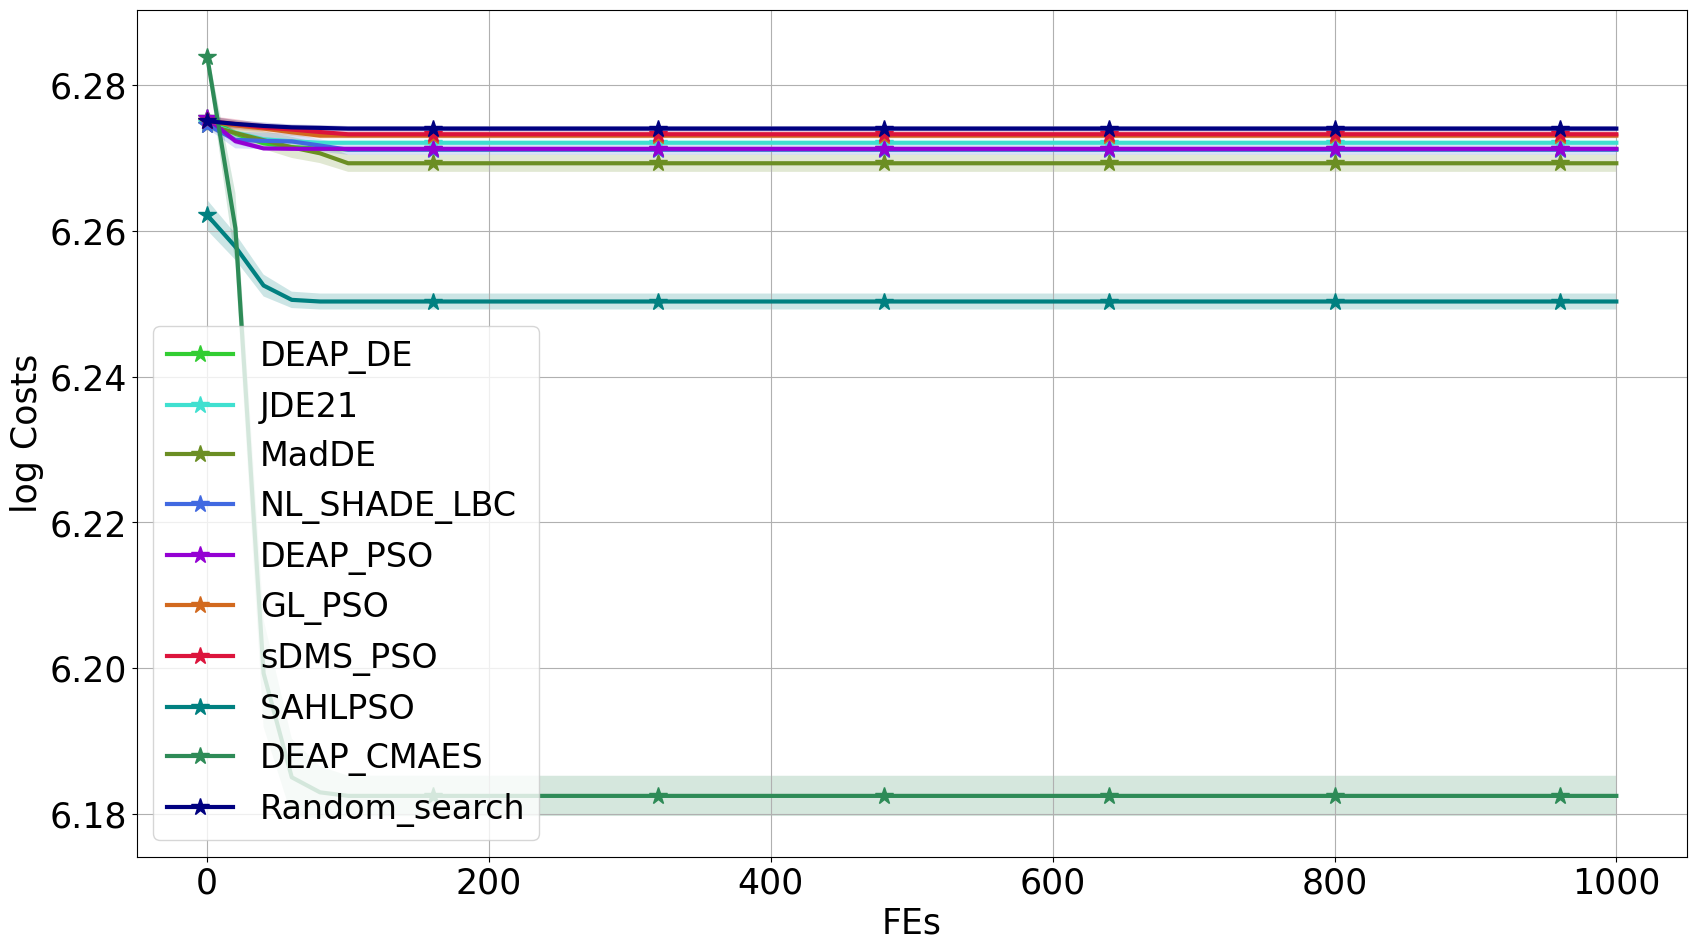 6.28
6.26
6.24
6.22
6.20
6.18
log Costs
DEAP_DE
JDE21
MadDE
NL_SHADE_LBC
DEAP_PSO
GL_PSO
sDMS_PSO
SAHLPSO
DEAP_CMAES
Random_search
0 200 400 600 800 1000
FEs